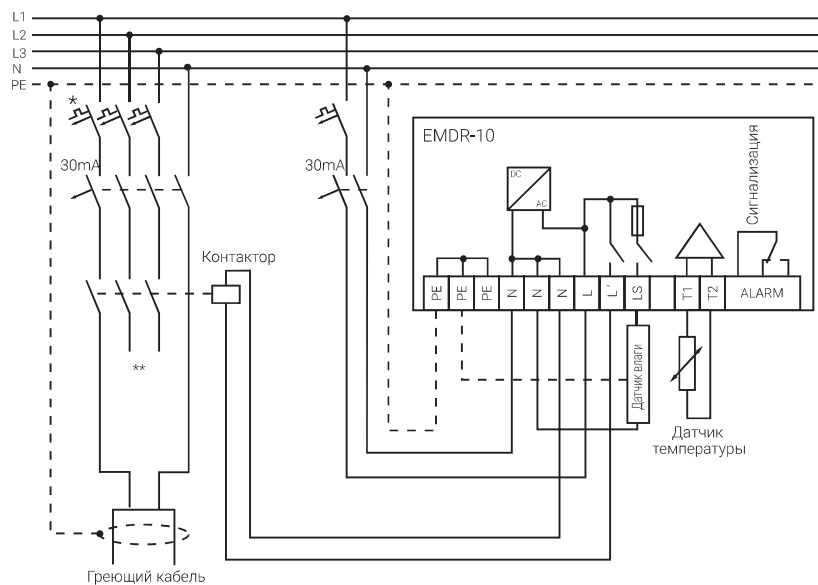 L1
L2
L3
N
PE
*
30mA
30mA
EMDR-10
DC
AC
Сигнализация
Контактор
PE
PE
PE
N
N
N
L
L´
LS
T1
T2
ALARM
**
Датчик влаги
Датчик
температуры
Греющий кабель